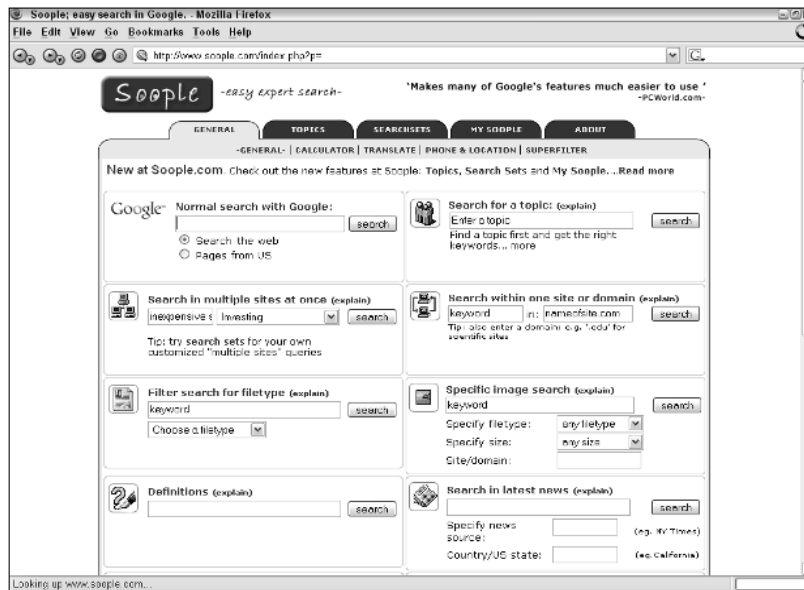 Soople; easy search in Google. - Mozilla Firefox
File Edit View Go Bookmarks Tools Help
http://www.soople.com/index.php?p=
Soople -easy expert search-
'Makes many of Google's features much easier to use '
-PCWorld.com-
GENERAL TOPICS SEARCHSETS MY SOOPLE ABOUT
-GENERAL- | CALCULATOR | TRANSLATE | PHONE & LOCATION | SUPERFILTER
New at Soople.com. Check out the new features at Soople: Topics, Search Sets and My Soople...Read more
Google™ Normal search with Google:
search
Search the web
Pages from US
Search for a topic: (explain)
Enter a topic search
Find a topic first and get the right
keywords... more
Search in multiple sites at once (explain)
inexpensive s Investing search
Tip: try search sets for your own
customized "multiple sites" queries
Search within one site or domain (explain)
keyword in: nameofsite.com search
Tip: also enter a domain: e.g. '.edu' for
scientific sites
Filter search for filetype (explain)
keyword search
Choose a filetype
Specific image search (explain)
keyword search
Specify filetype: any filetype
Specify size: any size
Site/domain:
Definitions (explain)
search
Search in latest news (explain)
search
Specify news
source: (eg. NY Times)
Country/US state: (eg. California)
Looking up www.soople.com...